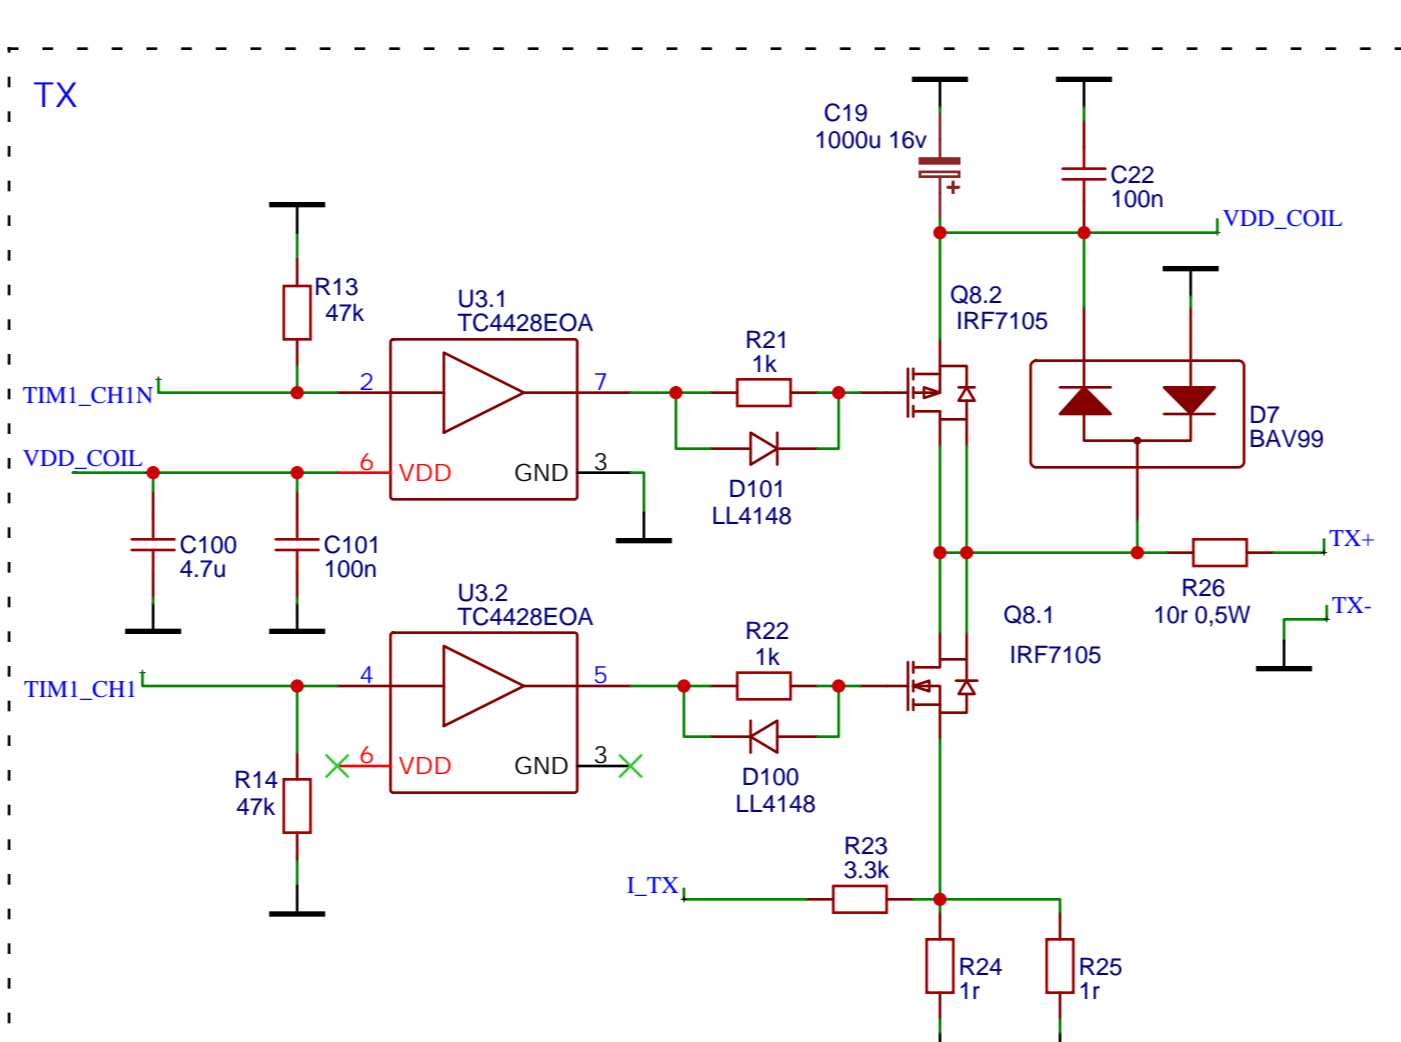 TX
C19
1000u 16v
C22
100n
VDD_COIL
R13
47k
U3.1
TC4428EOA
Q8.2
IRF7105
R21
1k
TIM1_CH1N
2
7
D7
BAV99
VDD_COIL
6
VDD
GND
3
D101
LL4148
C100
4.7u
C101
100n
TX+
R26
10r 0,5W
TX-
U3.2
TC4428EOA
Q8.1
IRF7105
R22
1k
TIM1_CH1
4
5
6
VDD
GND
3
R14
47k
D100
LL4148
R23
3.3k
I_TX
R24
1r
R25
1r